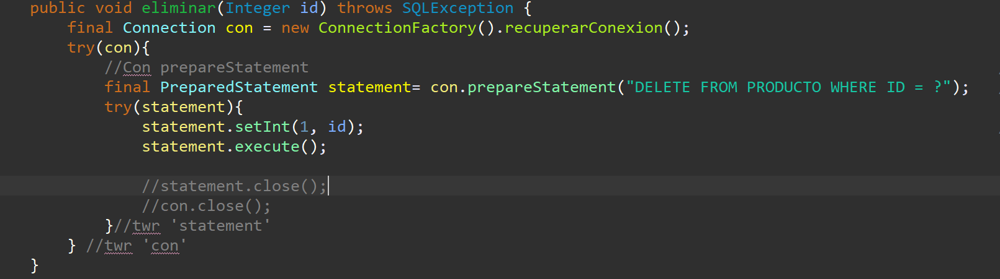 public void eliminar(Integer id) throws SQLException {
final Connection con = new ConnectionFactory().recuperarConexion();
try(con){
//Con prepareStatement
final PreparedStatement statement= con.prepareStatement("DELETE FROM PRODUCTO WHERE ID = ?");
try(statement){
statement.setInt(1, id);
statement.execute();
//statement.close();
//con.close();
}//twr 'statement'
} //twr 'con'
}